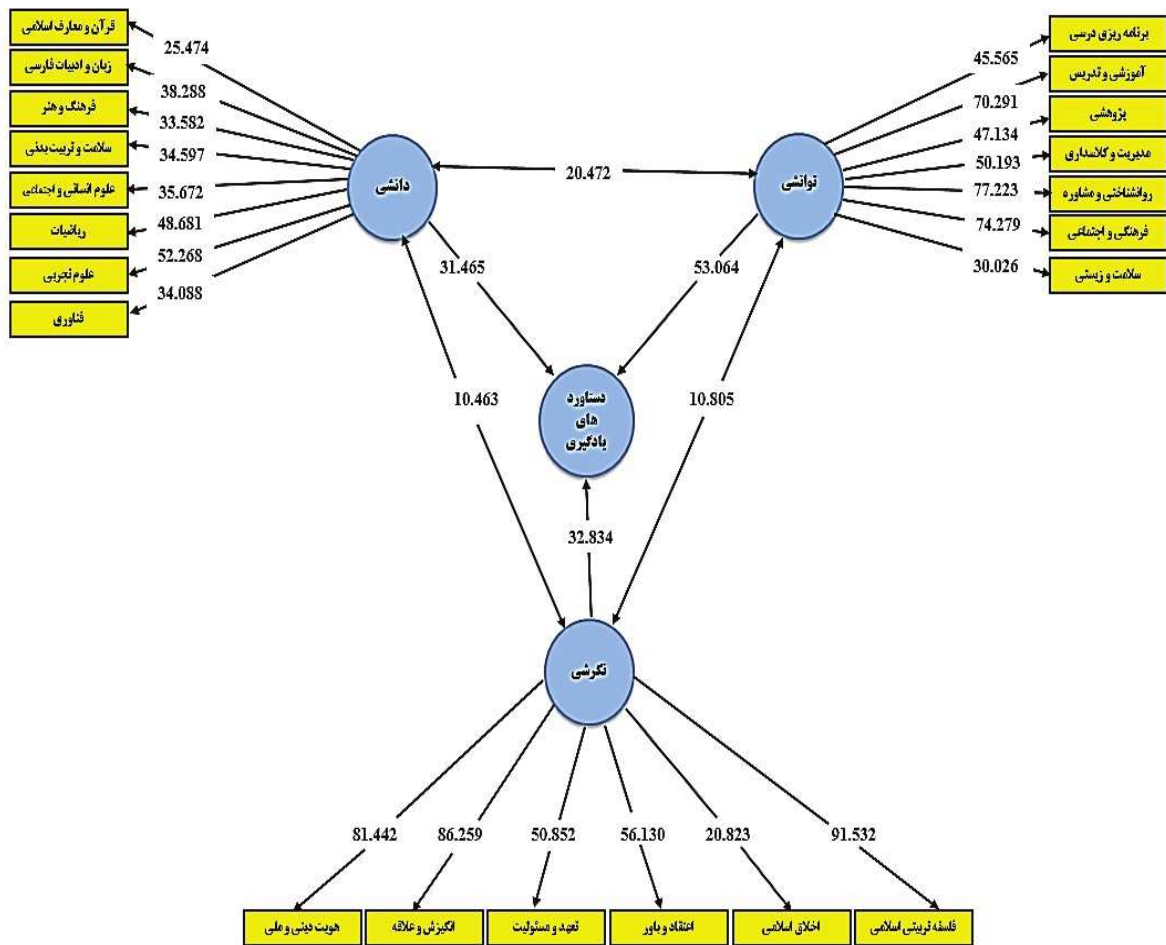 قرآن و معارف اسلامی
زبان و ادبیات فارسی
فرهنگ و هنر
سلامت و تربیت بدنی
علوم انسانی و اجتماعی
ریاضیات
علوم تجربی
فناوری
25.474
38.288
33.582
34.597
35.672
48.681
52.268
34.088
دانشی
20.472
توانشی
45.565
70.291
47.134
50.193
77.223
74.279
30.026
برنامه ریزی درسی
آموزشی و تدریس
پژوهشی
مدیریت و کلاسداری
روانشناختی و مشاوره
فرهنگی و اجتماعی
سلامت و زیستی
31.465
53.064
10.463
دستاورد
های
یادگیری
10.805
32.834
نگرشی
81.442
86.259
50.852
56.130
20.823
91.532
هویت دینی و ملی
انگیزش و علاقه
تعهد و مسئولیت
اعتقاد و باور
اخلاق اسلامی
فلسفه تربیتی اسلامی